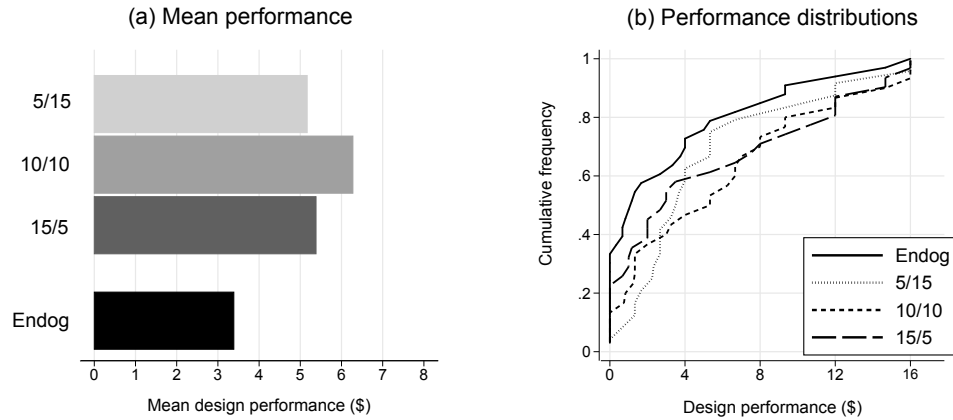 (a) Mean performance
5/15
10/10
15/5
Endog
0 1 2 3 4 5 6 7 8
Mean design performance ($)
(b) Performance distributions
Cumulative frequency
1
.8
.6
.4
.2
0
0 4 8 12 16
Design performance ($)
Endog
5/15
10/10
15/5